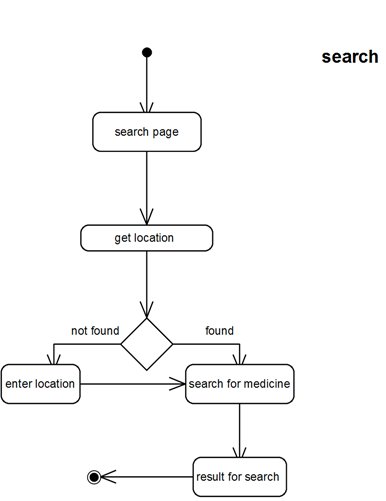 search
search page
get location
not found
found
enter location
search for medicine
result for search